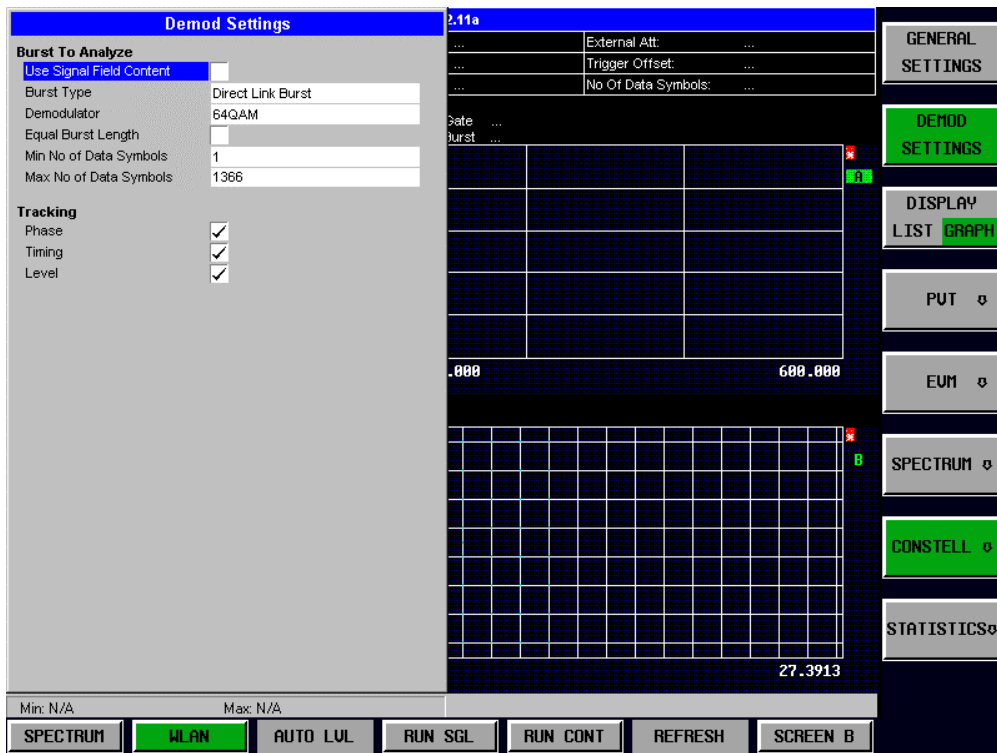 Demod Settings
Burst To Analyze
Use Signal Field Content
Burst Type Direct Link Burst
Demodulator 64QAM
Equal Burst Length
Min No of Data Symbols 1
Max No of Data Symbols 1366
Tracking
Phase
Timing
Level
2.11a
... External Att: ...
... Trigger Offset: ...
... No Of Data Symbols: ...
Gate ...
Burst ...
A
.000 600.000
B
27.3913
GENERAL
SETTINGS
DEMOD
SETTINGS
DISPLAY
LIST GRAPH
PVT
EVM
SPECTRUM
CONSTELL
STATISTICS
Min: N/A Max: N/A
SPECTRUM WLAN AUTO LVL RUN SGL RUN CONT REFRESH SCREEN B